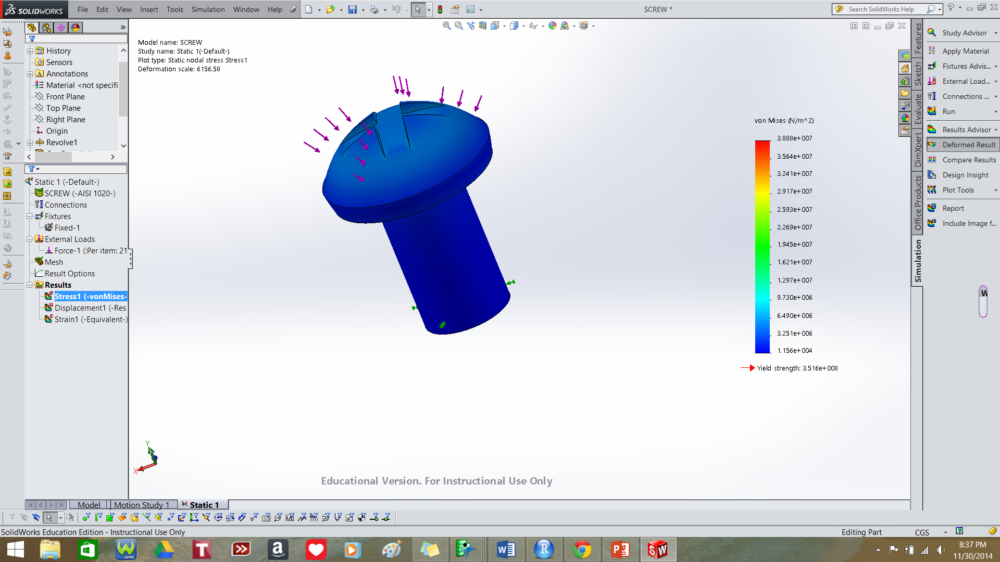 SOLIDWORKS File Edit View Insert Tools Simulation Window Help SCREW * Search SolidWorks Help
Model name: SCREW
Study name: Static 1(-Default-)
Plot type: Static nodal stress Stress1
Deformation scale: 6156.58
History
Sensors
Annotations
Material <not specifi
Front Plane
Top Plane
Right Plane
Origin
Revolve1
Static 1 (-Default-)
SCREW (-AISI 1020-)
Connections
Fixtures
Fixed-1
External Loads
Force-1 (:Per item: 21
Mesh
Result Options
Results
Stress1 (-vonMises-
Displacement1 (-Res
Strain1 (-Equivalent-)
von Mises (N/m^2)
3.888e+007
3.564e+007
3.241e+007
2.917e+007
2.593e+007
2.269e+007
1.945e+007
1.621e+007
1.297e+007
9.730e+006
6.490e+006
3.251e+006
1.156e+004
Yield strength: 3.516e+008
Features
Sketch
Evaluate
DimXpert
Office Products
Simulation
Study Advisor
Apply Material
Fixtures Advis...
External Load...
Connections ...
Run
Results Advisor
Deformed Result
Compare Results
Design Insight
Plot Tools
Report
Include Image f...
W
Y
X
Educational Version. For Instructional Use Only
Model Motion Study 1 Static 1
SolidWorks Education Edition - Instructional Use Only Editing Part CGS
8:37 PM
11/30/2014